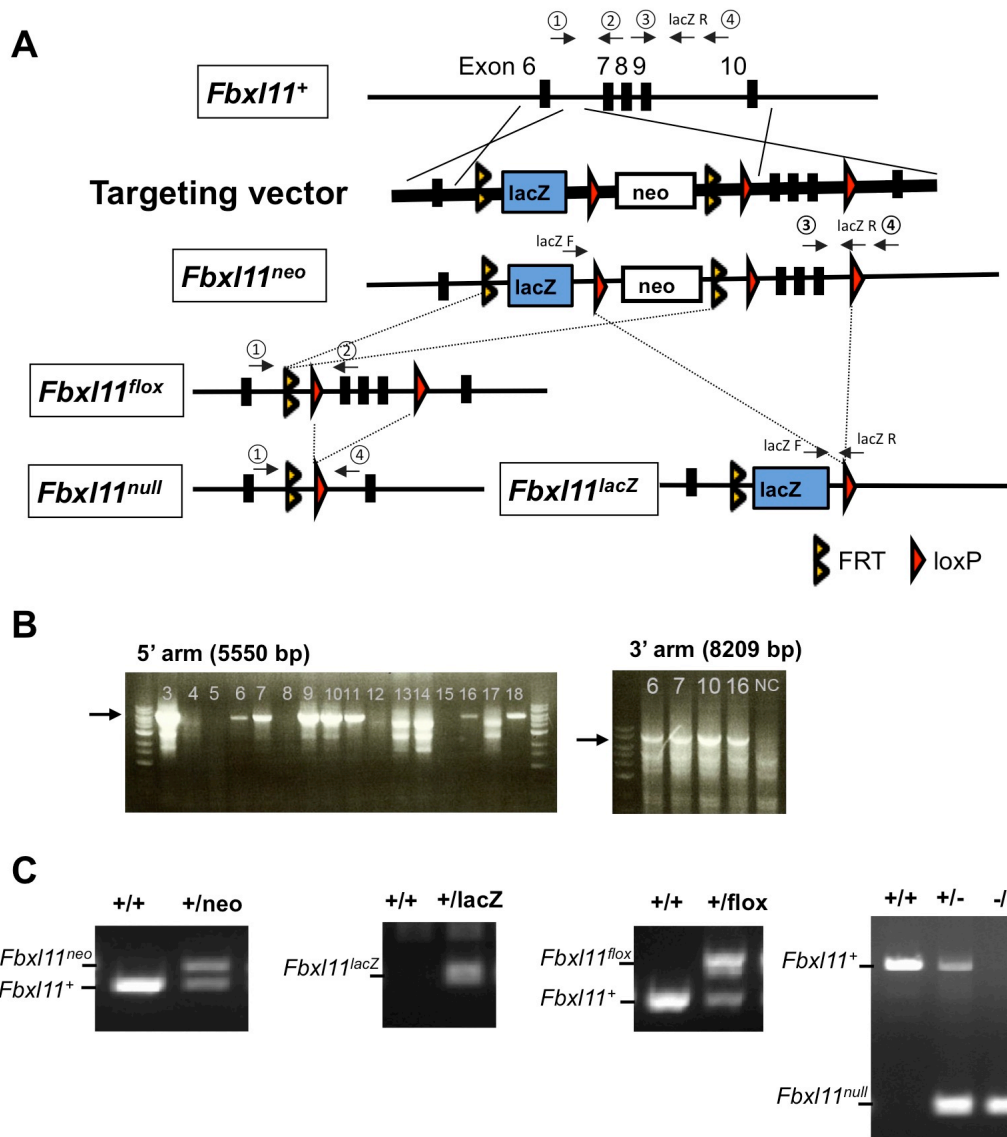 A
① ② ③ lacZ R ④
Exon 6 7 8 9 10
Fbxl11+
Targeting vector
lacZ neo
③ lacZ R ④
lacZ F
Fbxl11neo
lacZ neo
① ②
Fbxl11flox
① ④
lacZ F lacZ R
Fbxl11null
Fbxl11lacZ
lacZ
FRT loxP
B
5’ arm (5550 bp)
3 4 5 6 7 8 9 10 11 12 13 14 15 16 17 18
3’ arm (8209 bp)
6 7 10 16 NC
C
+/+ +/neo
Fbxl11neo
Fbxl11+
+/+ +/lacZ
Fbxl11lacZ
+/+ +/flox
Fbxl11flox
Fbxl11+
+/+ +/- -/
Fbxl11+
Fbxl11null